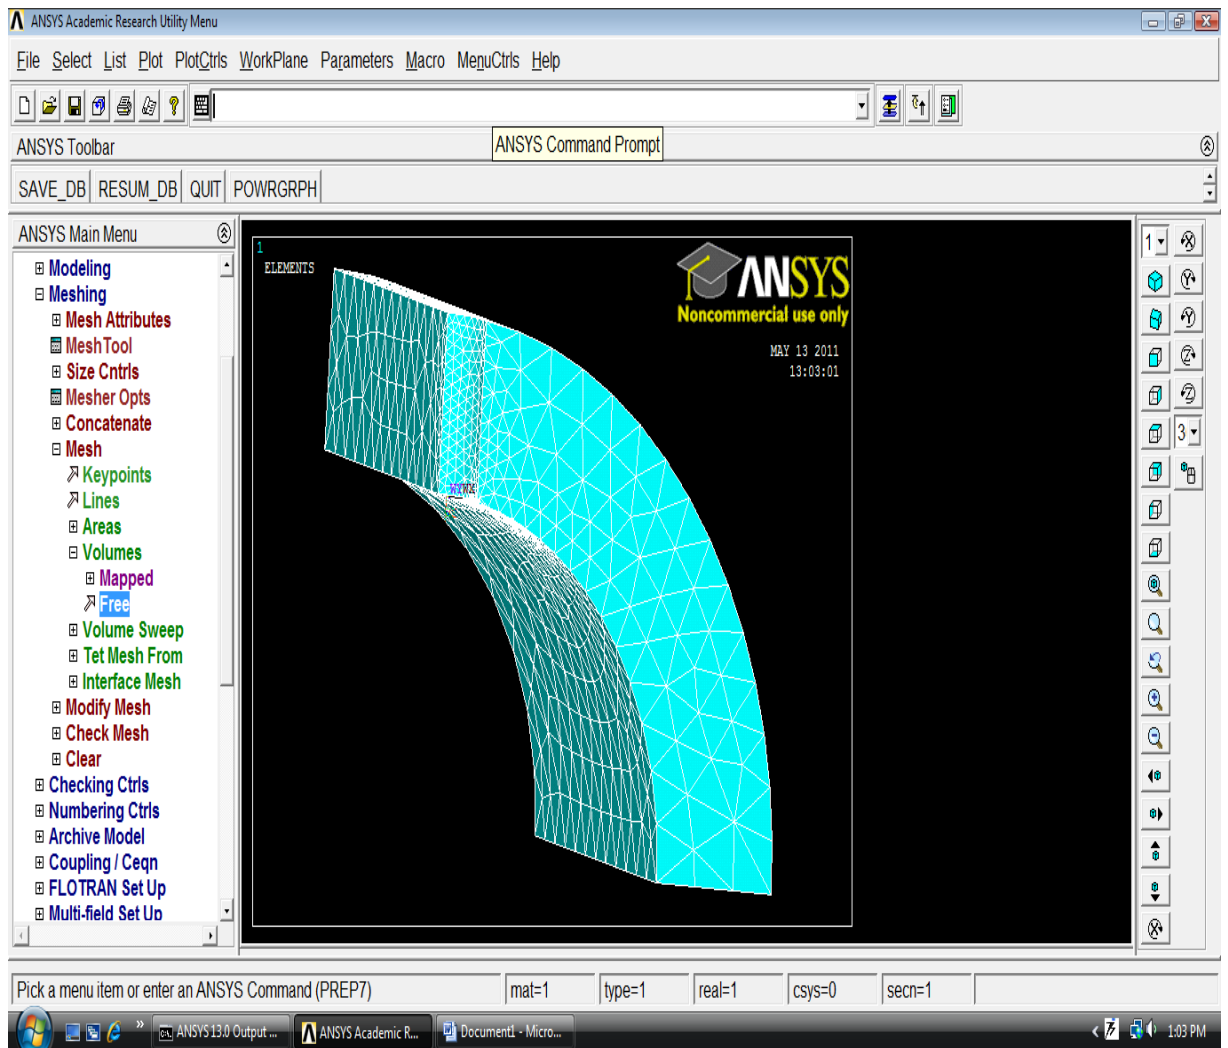 ANSYS Academic Research Utility Menu
File Select List Plot PlotCtrls WorkPlane Parameters Macro MenuCtrls Help
ANSYS Toolbar
ANSYS Command Prompt
SAVE_DB RESUM_DB QUIT POWRGRPH
ANSYS Main Menu
Modeling
Meshing
Mesh Attributes
MeshTool
Size Cntrls
Mesher Opts
Concatenate
Mesh
Keypoints
Lines
Areas
Volumes
Mapped
Free
Volume Sweep
Tet Mesh From
Interface Mesh
Modify Mesh
Check Mesh
Clear
Checking Ctrls
Numbering Ctrls
Archive Model
Coupling / Ceqn
FLOTRAN Set Up
Multi-field Set Up
1
ELEMENTS
ANSYS
Noncommercial use only
MAY 13 2011
13:03:01
WYWX
1
3
Pick a menu item or enter an ANSYS Command (PREP7) mat=1 type=1 real=1 csys=0 secn=1
ANSYS 13.0 Output ... ANSYS Academic R... Document1 - Micro... 1:03 PM